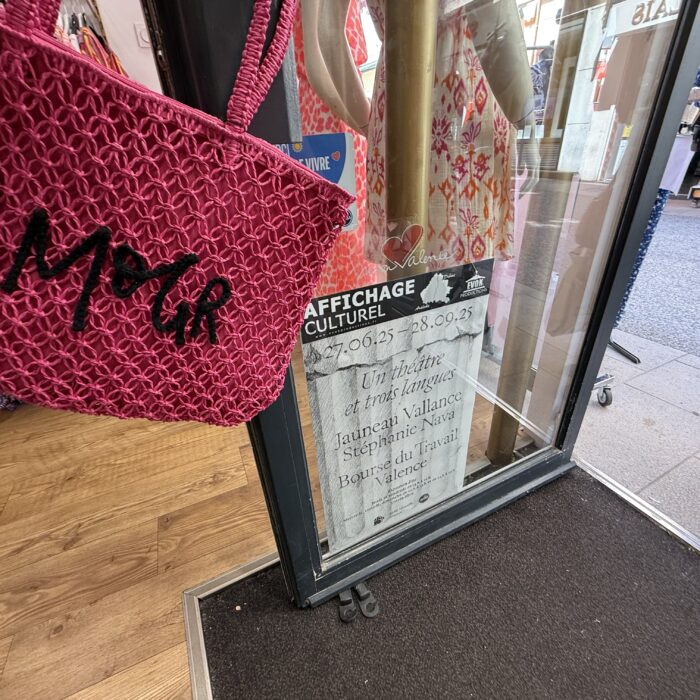 MOGR
VIVRE
Valence
AFFICHAGE
CULTUREL
27.06.25 – 28.09.25
Un théâtre
et trois langues
Jauneau Vallance
Stéphanie Nava
Bourse du Travail
Valence